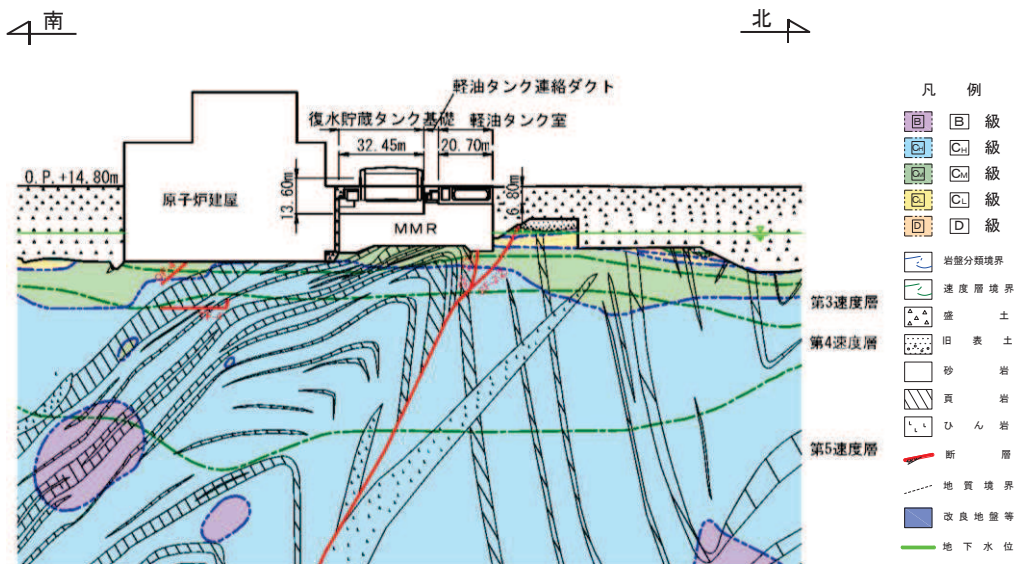 南
北
軽油タンク連絡ダクト
復水貯蔵タンク基礎 軽油タンク室
32.45m
20.70m
O.P.+14.80m
13.60m
6.80m
原子炉建屋
MMR
第3速度層
第4速度層
第5速度層
凡 例
B B 級
CH CH 級
CM CM 級
CL CL 級
D D 級
岩盤分類境界
速度層境界
盛 土
旧 表 土
砂 岩
頁 岩
ひ ん 岩
断 層
地 質 境 界
改 良 地 盤 等
地 下 水 位